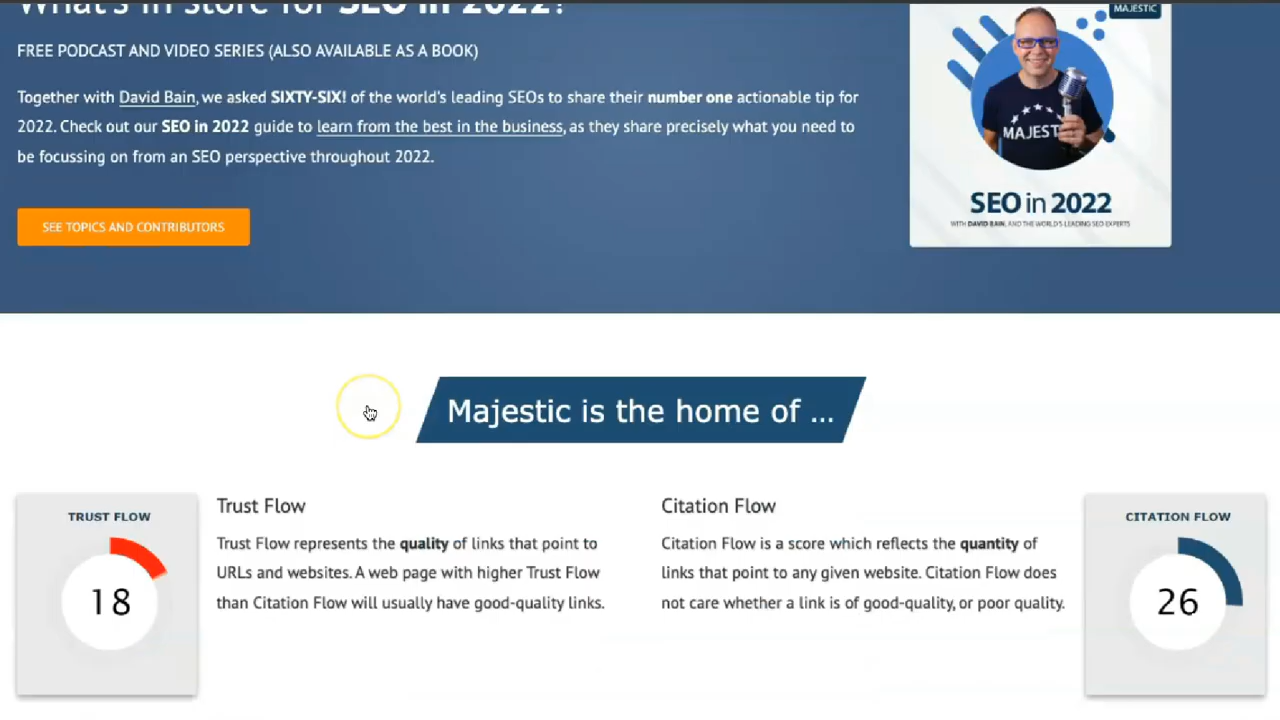 What's in store for SEO in 2022?
FREE PODCAST AND VIDEO SERIES (ALSO AVAILABLE AS A BOOK)
Together with David Bain, we asked SIXTY-SIX! of the world's leading SEOs to share their number one actionable tip for
2022. Check out our SEO in 2022 guide to learn from the best in the business, as they share precisely what you need to
be focussing on from an SEO perspective throughout 2022.
SEE TOPICS AND CONTRIBUTORS
MAJESTIC
MAJEST
SEO in 2022
WITH DAVID BAIN, AND THE WORLD'S LEADING SEO EXPERTS
Majestic is the home of ...
TRUST FLOW
18
Trust Flow
Trust Flow represents the quality of links that point to
URLs and websites. A web page with higher Trust Flow
than Citation Flow will usually have good-quality links.
Citation Flow
Citation Flow is a score which reflects the quantity of
links that point to any given website. Citation Flow does
not care whether a link is of good-quality, or poor quality.
CITATION FLOW
26